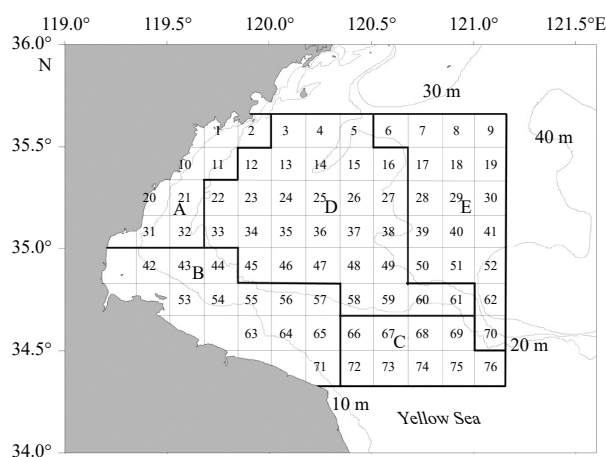 119.0° 119.5° 120.0° 120.5° 121.0° 121.5°E
36.0°
N
30 m
40 m
35.5°
1 2 3 4 5 6 7 8 9
10 11 12 13 14 15 16 17 18 19
20 21 22 23 24 25 26 27 28 29 30
A D E
31 32 33 34 35 36 37 38 39 40 41
35.0°
42 43 44 45 46 47 48 49 50 51 52
B
53 54 55 56 57 58 59 60 61 62
63 64 65 66 67 68 69 70
C
34.5°
20 m
71 72 73 74 75 76
10 m
Yellow Sea
34.0°